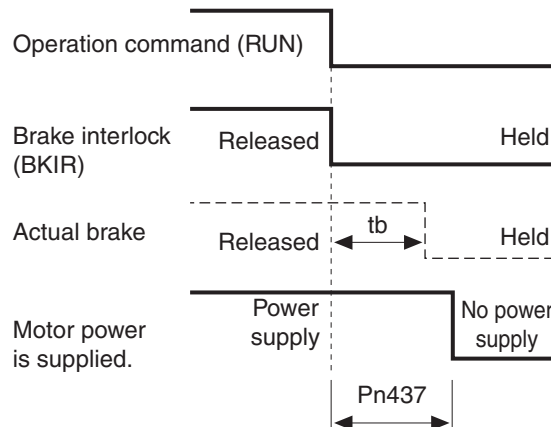 Operation command (RUN)
Brake interlock
(BKIR)
Released
Held
Actual brake
Released
tb
Held
Motor power
is supplied.
Power
supply
No power
supply
Pn437